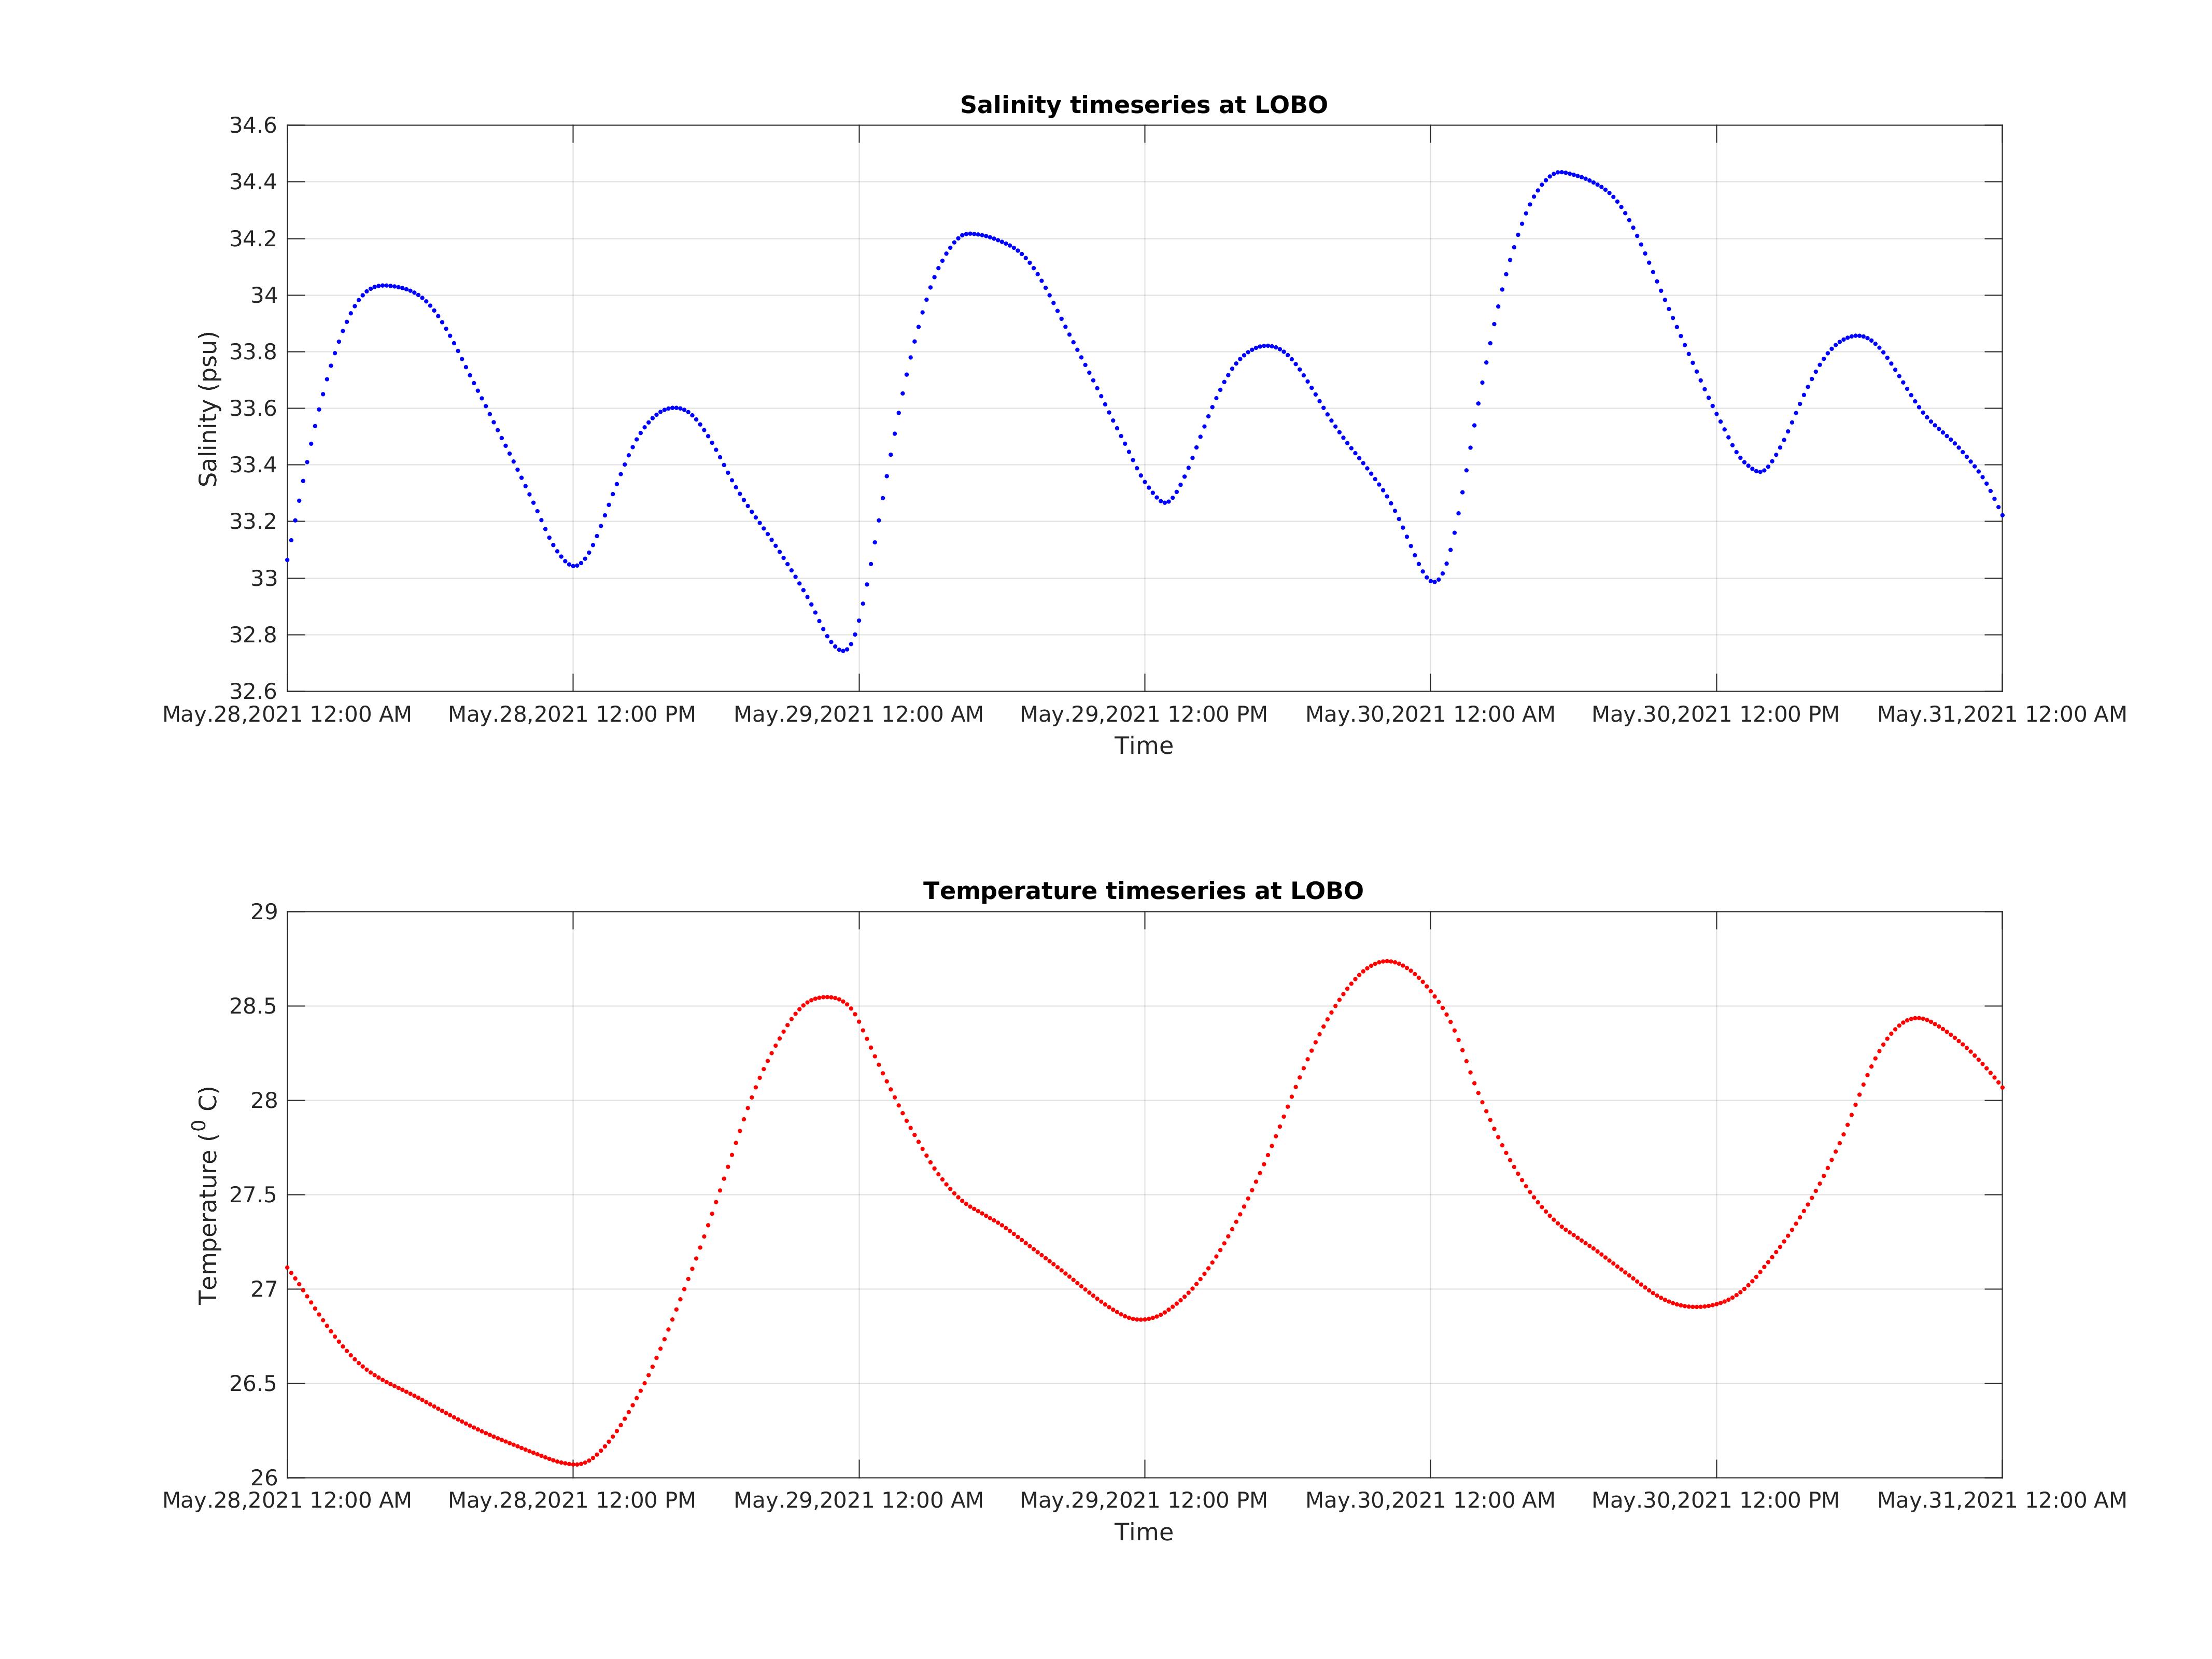 Salinity timeseries at LOBO
34.6
34.4
34.2
34
33.8
33.6
33.4
33.2
33
32.8
32.6
Salinity (psu)
May.28,2021 12:00 AM May.28,2021 12:00 PM May.29,2021 12:00 AM May.29,2021 12:00 PM May.30,2021 12:00 AM May.30,2021 12:00 PM May.31,2021 12:00 AM
Time
Temperature timeseries at LOBO
29
28.5
28
27.5
27
26.5
26
Temperature (⁰ C)
May.28,2021 12:00 AM May.28,2021 12:00 PM May.29,2021 12:00 AM May.29,2021 12:00 PM May.30,2021 12:00 AM May.30,2021 12:00 PM May.31,2021 12:00 AM
Time